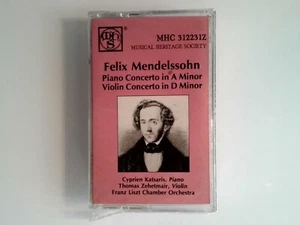 MHC 312231Z
MUSICAL HERITAGE SOCIETY
Felix Mendelssohn
Piano Concerto in A Minor
Violin Concerto in D Minor
Cyprien Katsaris, Piano
Thomas Zehetmair, Violin
Franz Liszt Chamber Orchestra